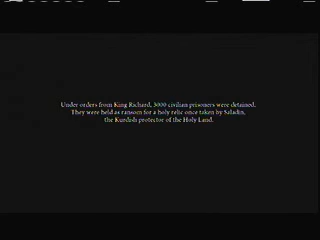 Under orders from King Richard, 3000 civilian prisoners were detained.
They were held as ransom for a holy relic once taken by Saladin,
the Kurdish protector of the Holy Land.